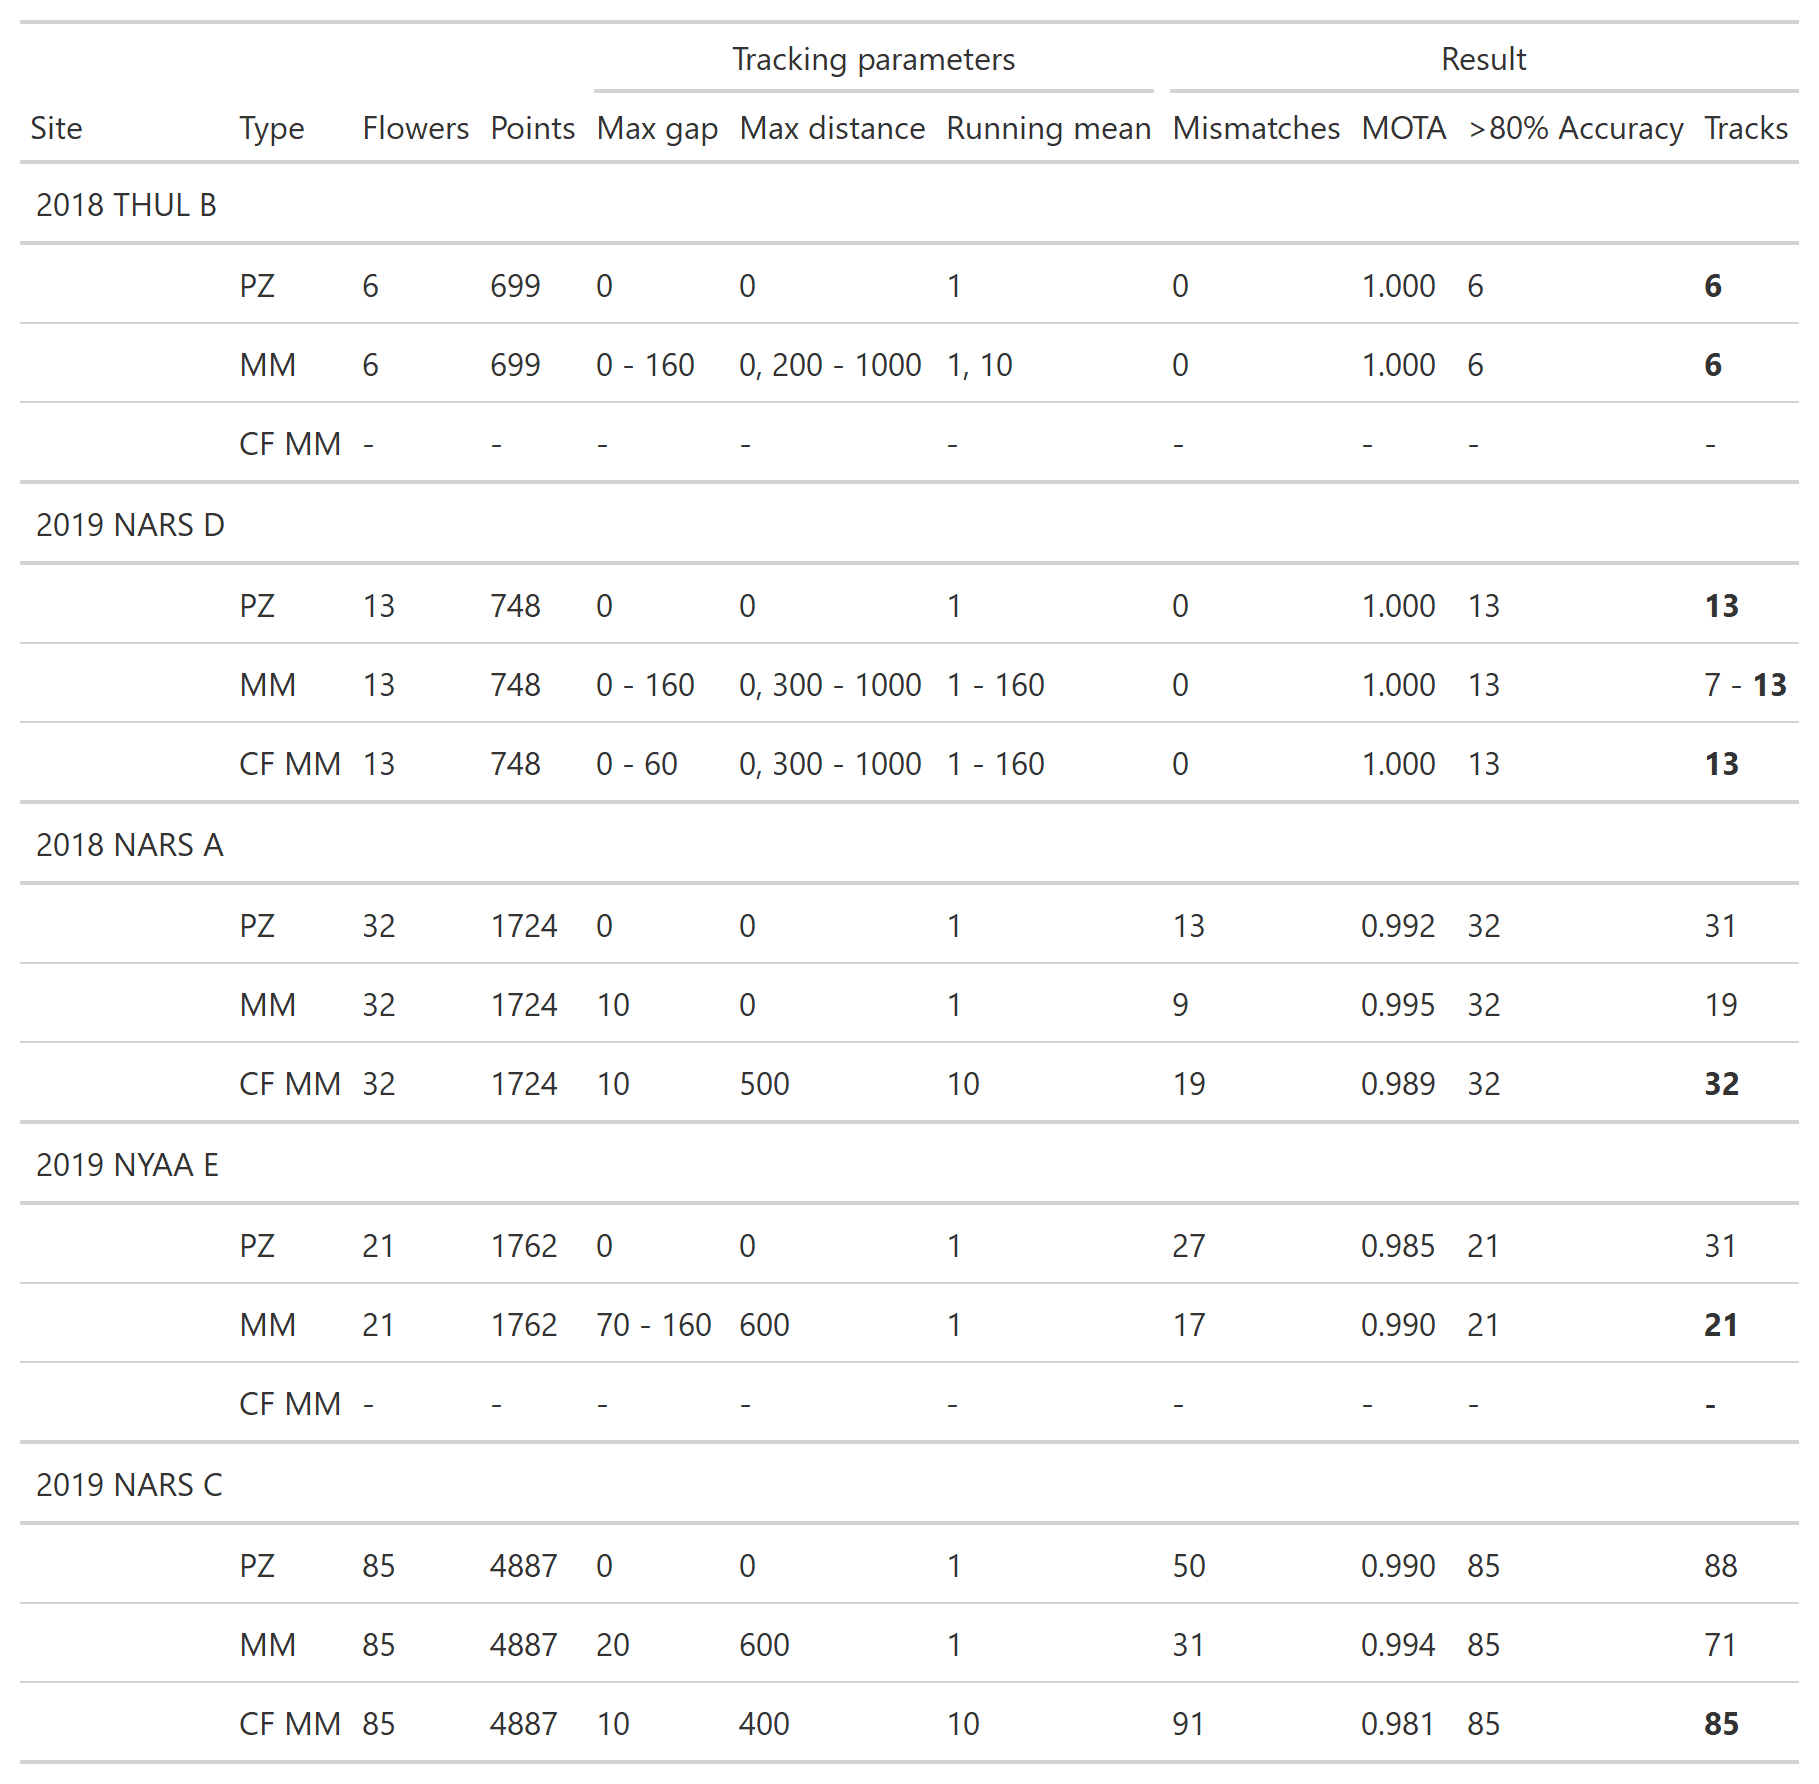 Tracking parameters Result
Site Type Flowers Points Max gap Max distance Running mean Mismatches MOTA >80% Accuracy Tracks
2018 THUL B
PZ 6 699 0 0 1 0 1.000 6 6
MM 6 699 0 - 160 0, 200 - 1000 1, 10 0 1.000 6 6
CF MM - - - - - - - - -
2019 NARS D
PZ 13 748 0 0 1 0 1.000 13 13
MM 13 748 0 - 160 0, 300 - 1000 1 - 160 0 1.000 13 7 - 13
CF MM 13 748 0 - 60 0, 300 - 1000 1 - 160 0 1.000 13 13
2018 NARS A
PZ 32 1724 0 0 1 13 0.992 32 31
MM 32 1724 10 0 1 9 0.995 32 19
CF MM 32 1724 10 500 10 19 0.989 32 32
2019 NYAA E
PZ 21 1762 0 0 1 27 0.985 21 31
MM 21 1762 70 - 160 600 1 17 0.990 21 21
CF MM - - - - - - - - -
2019 NARS C
PZ 85 4887 0 0 1 50 0.990 85 88
MM 85 4887 20 600 1 31 0.994 85 71
CF MM 85 4887 10 400 10 91 0.981 85 85